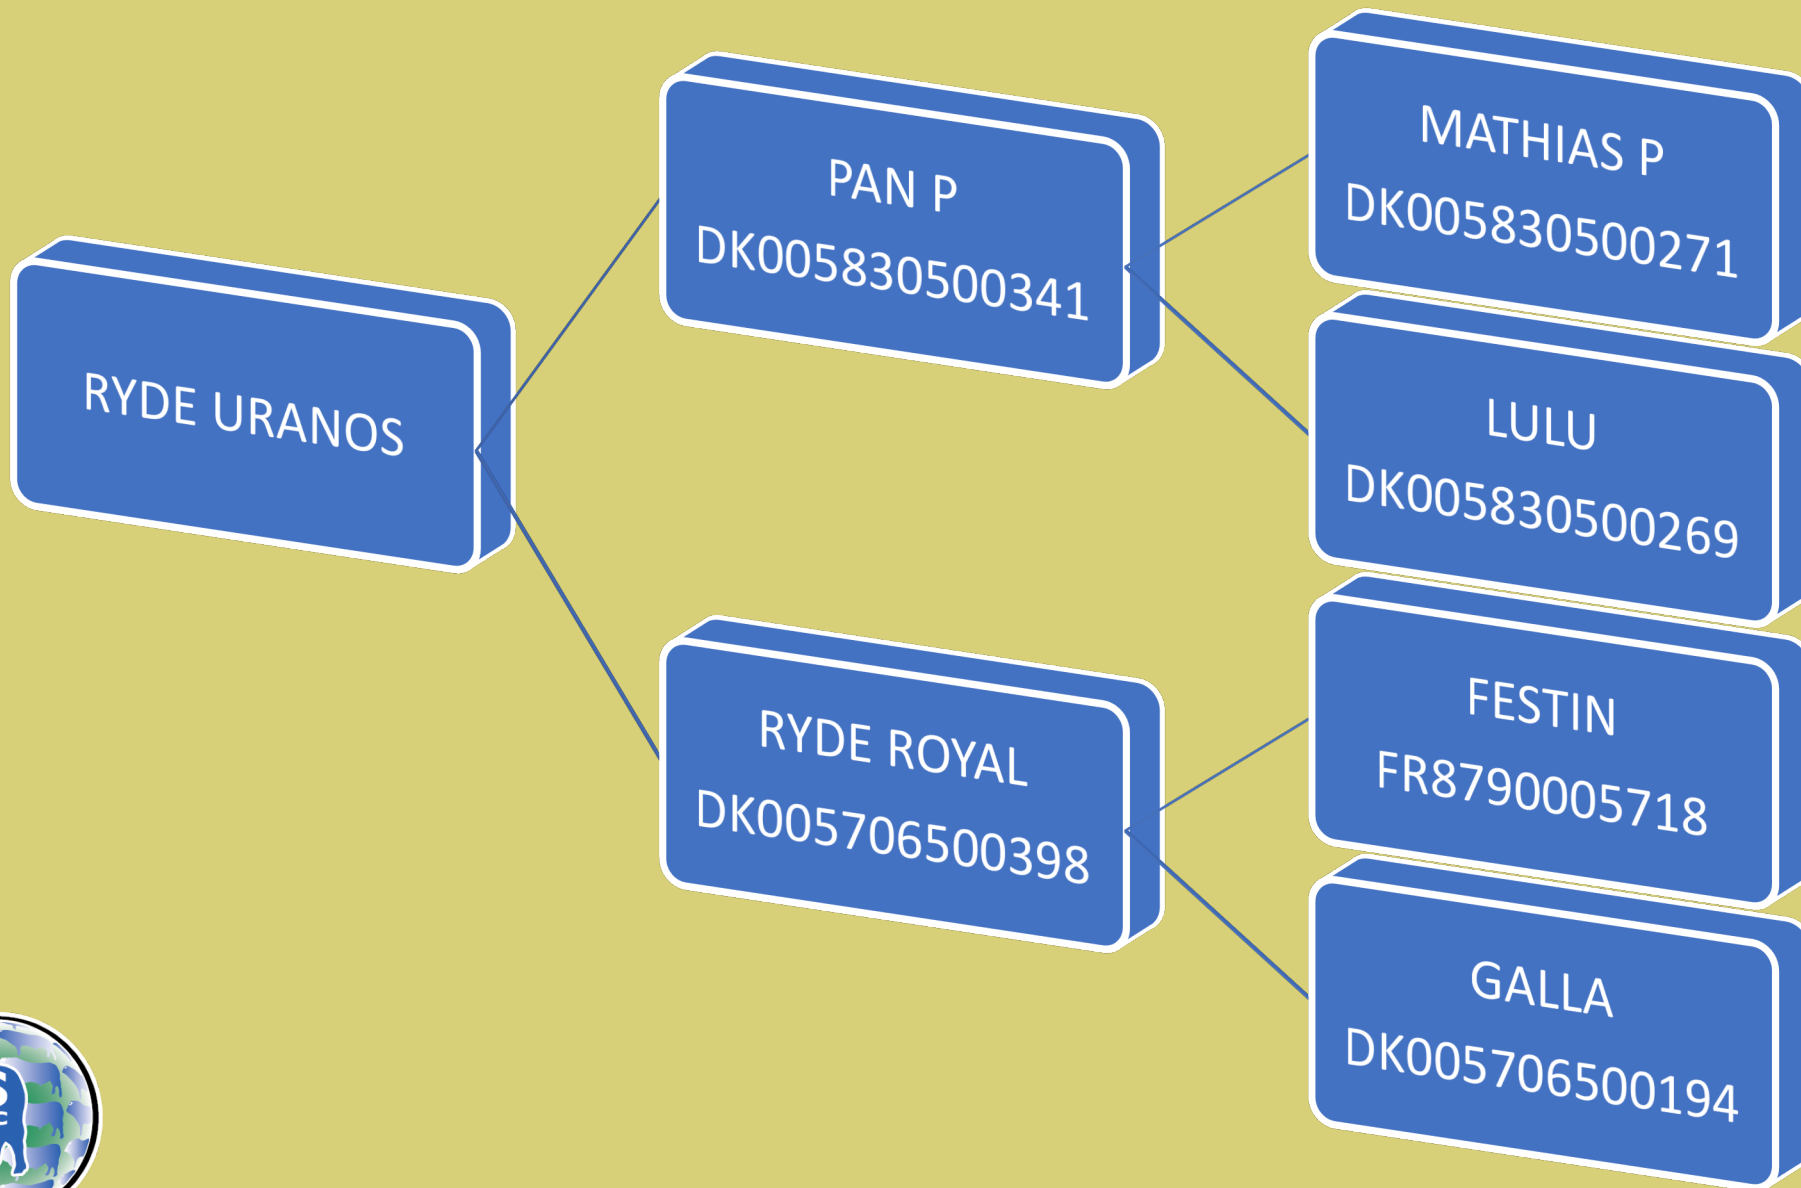 RYDE URANOS
PAN P
DK005830500341
RYDE ROYAL
DK005706500398
MATHIAS P
DK005830500271
LULU
DK005830500269
FESTIN
FR8790005718
GALLA
DK005706500194